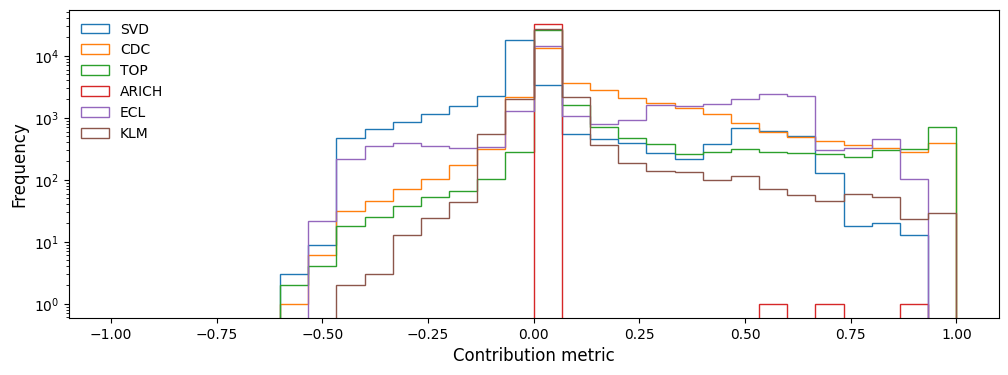 SVD
CDC
TOP
ARICH
ECL
KLM
Frequency
10⁴
10³
10²
10¹
10⁰
−1.00 −0.75 −0.50 −0.25 0.00 0.25 0.50 0.75 1.00
Contribution metric